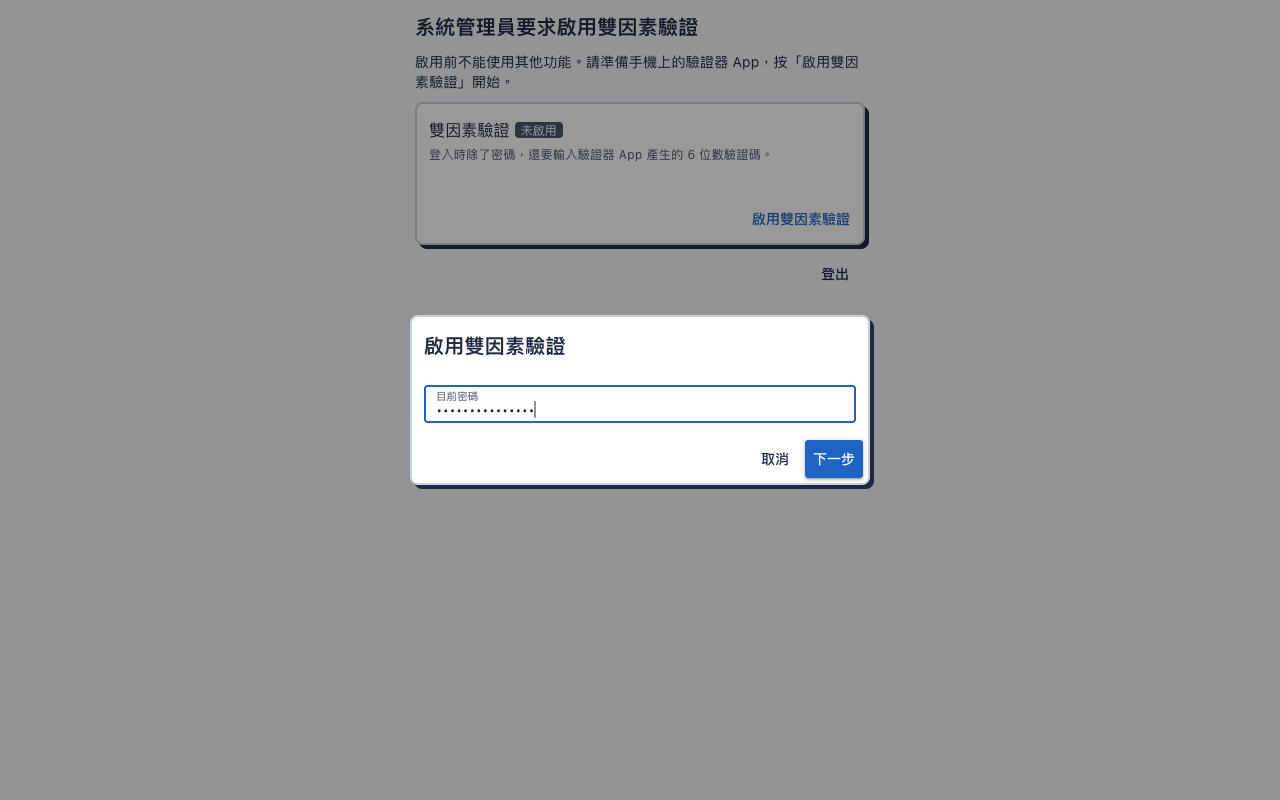 系統管理員要求啟用雙因素驗證
啟用前不能使用其他功能。請準備手機上的驗證器 App，按「啟用雙因
素驗證」開始。
雙因素驗證 未啟用
登入時除了密碼，還要輸入驗證器 App 產生的 6 位數驗證碼。
啟用雙因素驗證
登出
啟用雙因素驗證
目前密碼
•••••••••••••••
取消 下一步